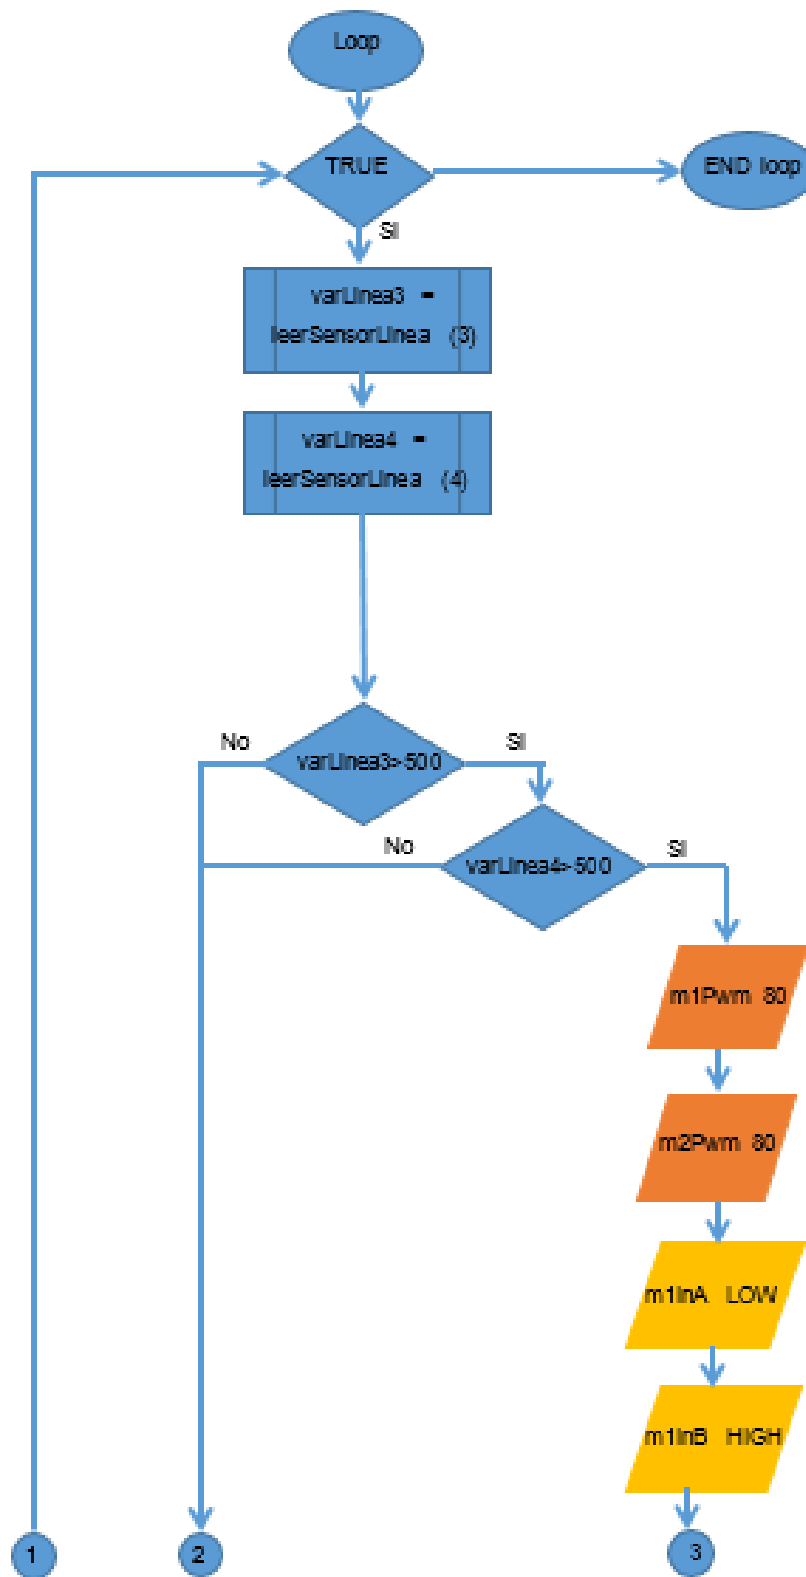 Loop
TRUE
END loop
Si
varLinea3 =
leerSensorLinea (3)
varLinea4 =
leerSensorLinea (4)
No
varLinea3>500
Si
No
varLinea4>500
Si
m1Pwm 80
m2Pwm 80
m1InA LOW
m1InB HIGH
1
2
3